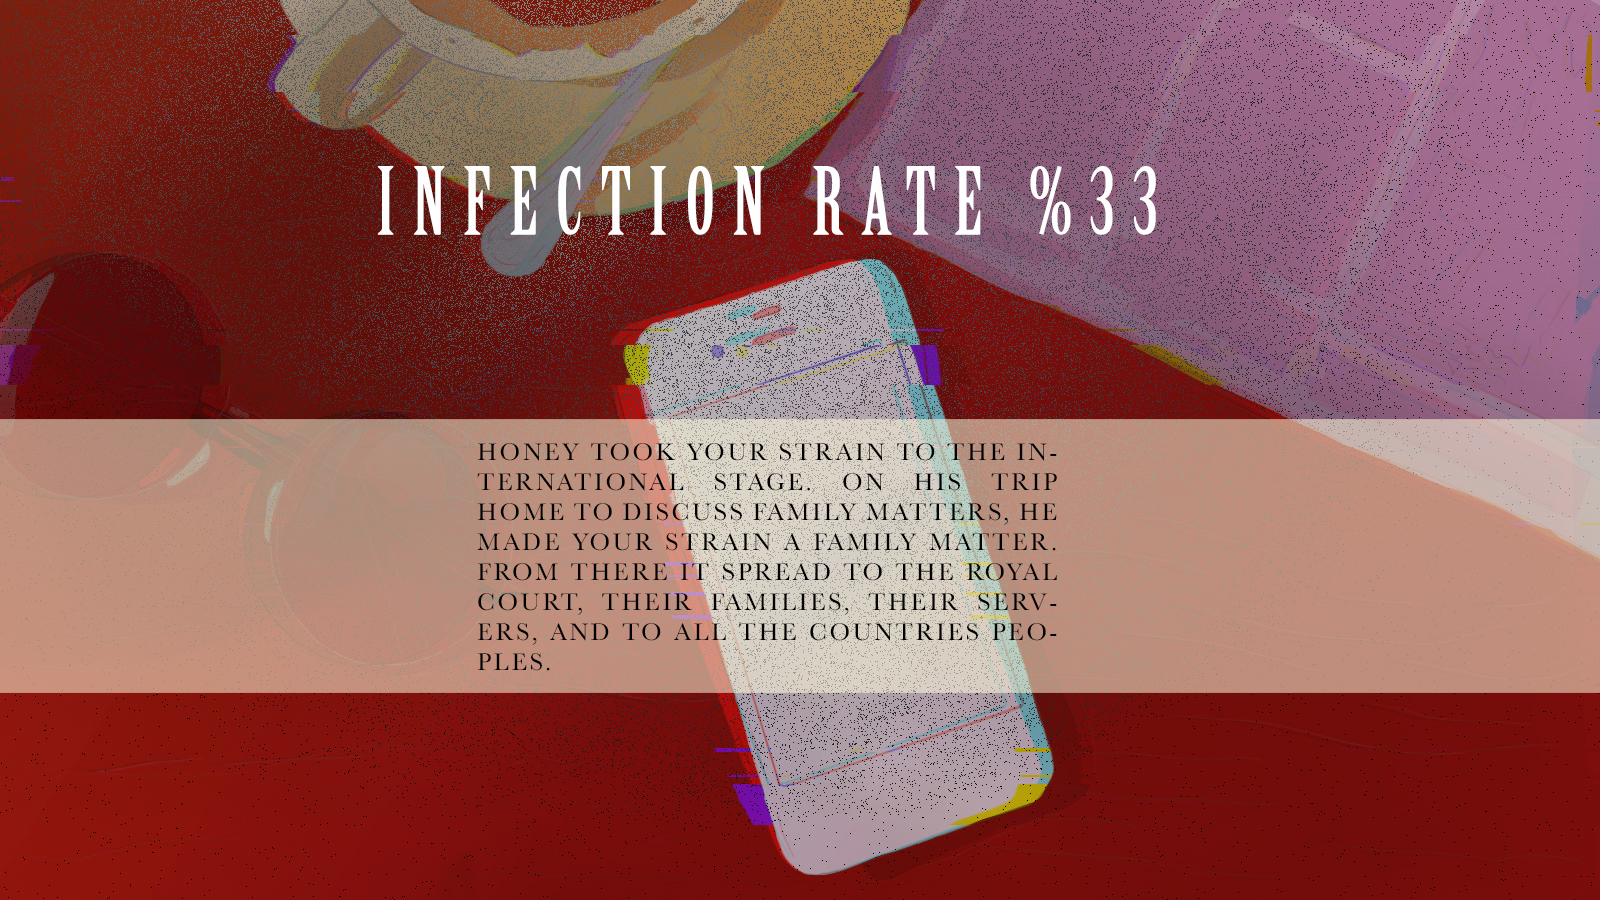 INFECTION RATE %33
HONEY TOOK YOUR STRAIN TO THE IN-
TERNATIONAL STAGE. ON HIS TRIP
HOME TO DISCUSS FAMILY MATTERS, HE
MADE YOUR STRAIN A FAMILY MATTER.
FROM THERE IT SPREAD TO THE ROYAL
COURT, THEIR FAMILIES, THEIR SERV-
ERS, AND TO ALL THE COUNTRIES PEO-
PLES.